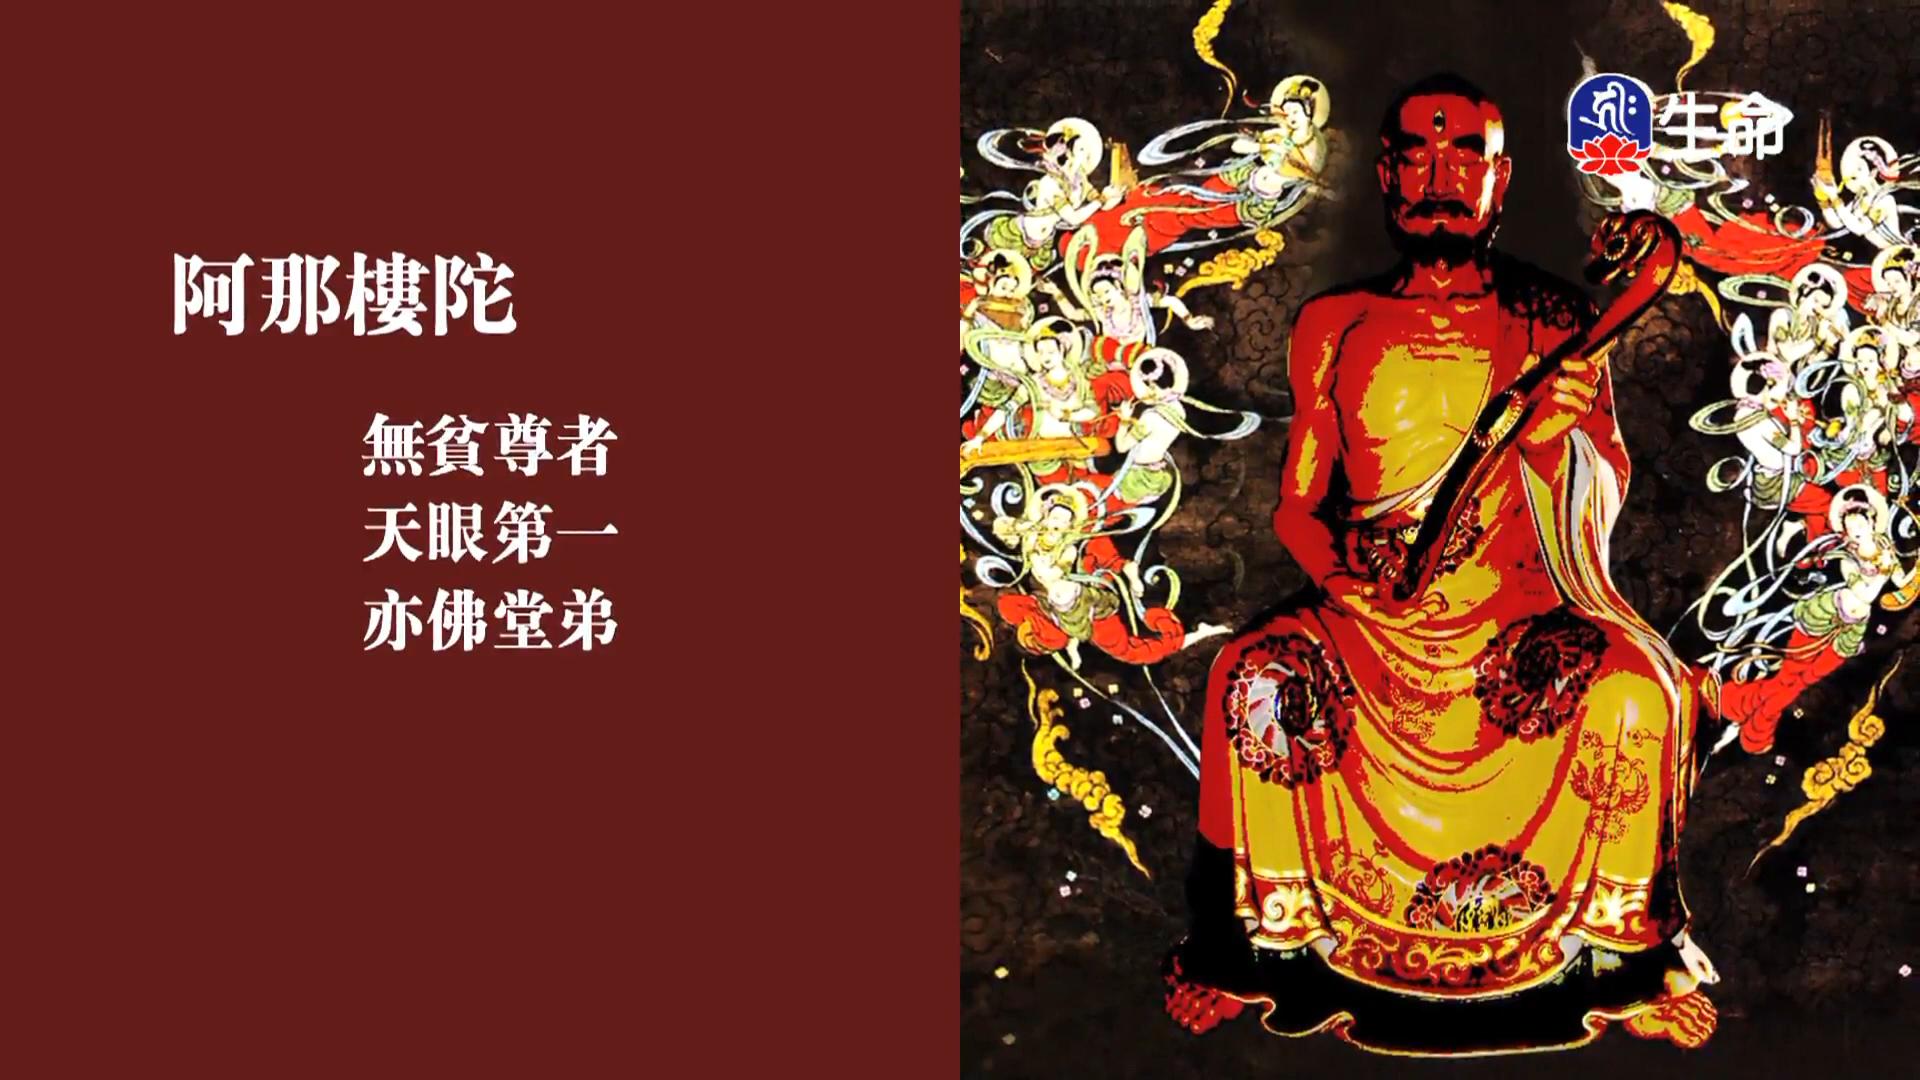 阿那樓陀
無貧尊者
天眼第一
亦佛堂弟
生命